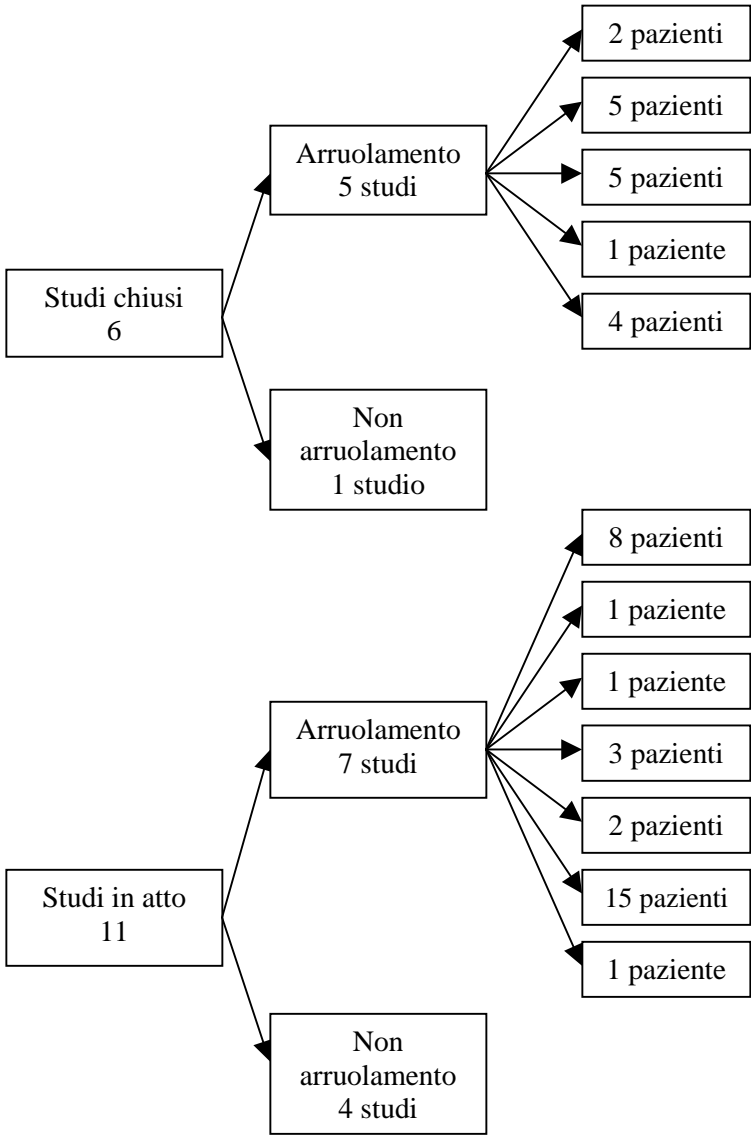 Studi chiusi
6
Arruolamento
5 studi
2 pazienti
5 pazienti
5 pazienti
1 paziente
4 pazienti
Non
arruolamento
1 studio
Studi in atto
11
Arruolamento
7 studi
8 pazienti
1 paziente
1 paziente
3 pazienti
2 pazienti
15 pazienti
1 paziente
Non
arruolamento
4 studi